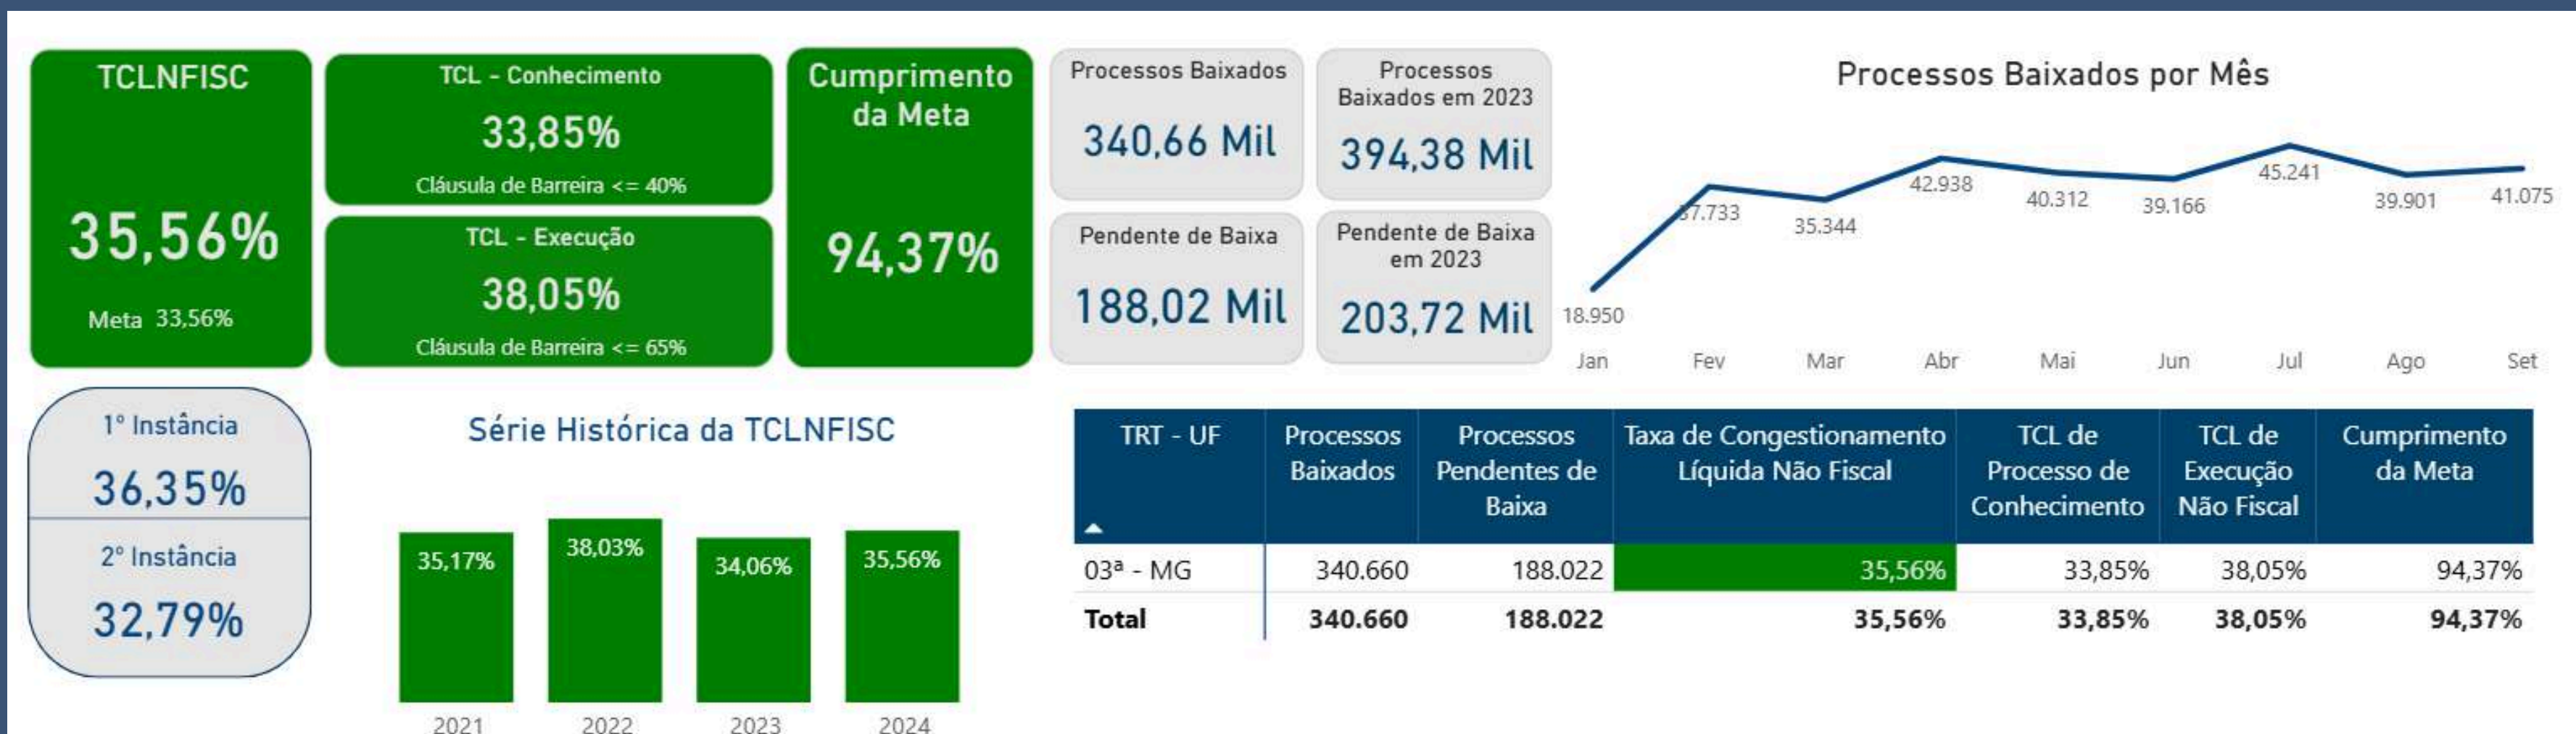 TCLNFISC
35,56%
Meta 33,56%
TCL - Conhecimento
33,85%
Cláusula de Barreira <= 40%
TCL - Execução
38,05%
Cláusula de Barreira <= 65%
Cumprimento
da Meta
94,37%
Processos Baixados
340,66 Mil
Processos
Baixados em 2023
394,38 Mil
Pendente de Baixa
188,02 Mil
Pendente de Baixa
em 2023
203,72 Mil
Processos Baixados por Mês
18.950
37.733
35.344
42.938
40.312
39.166
45.241
39.901
41.075
Jan Fev Mar Abr Mai Jun Jul Ago Set
1º Instância
36,35%
2º Instância
32,79%
Série Histórica da TCLNFISC
35,17% 38,03% 34,06% 35,56%
2021 2022 2023 2024
TRT - UF
Processos
Baixados
Processos
Pendentes de
Baixa
Taxa de Congestionamento
Líquida Não Fiscal
TCL de
Processo de
Conhecimento
TCL de
Execução
Não Fiscal
Cumprimento
da Meta
03ª - MG 340.660 188.022 35,56% 33,85% 38,05% 94,37%
Total 340.660 188.022 35,56% 33,85% 38,05% 94,37%